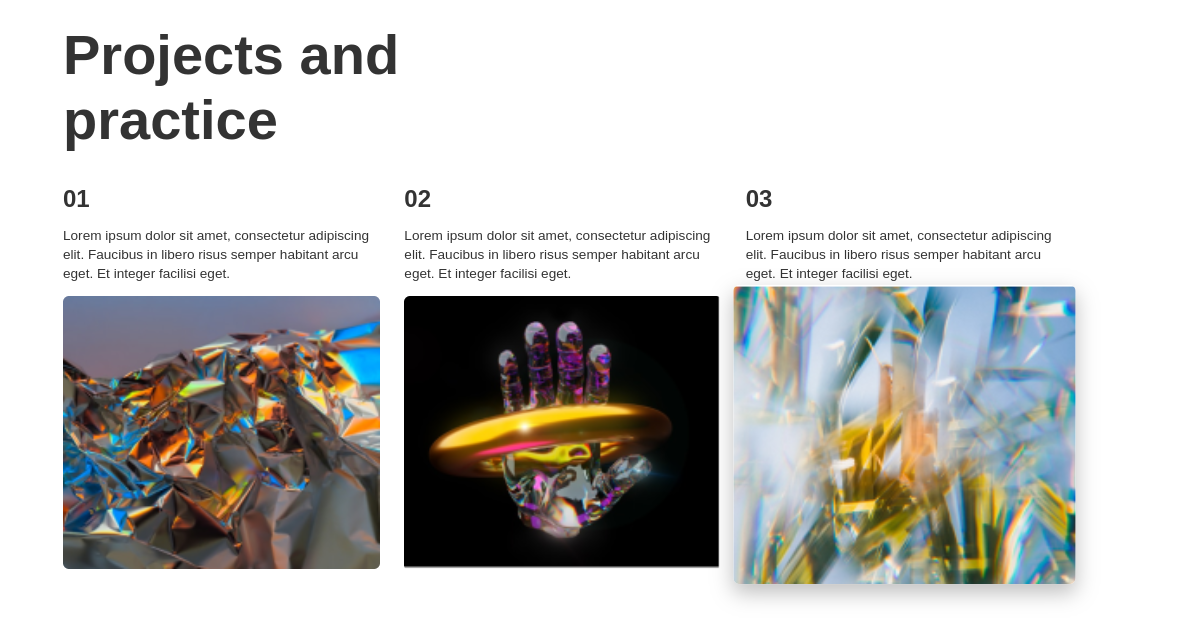 Projects and
practice
01
Lorem ipsum dolor sit amet, consectetur adipiscing
elit. Faucibus in libero risus semper habitant arcu
eget. Et integer facilisi eget.
02
Lorem ipsum dolor sit amet, consectetur adipiscing
elit. Faucibus in libero risus semper habitant arcu
eget. Et integer facilisi eget.
03
Lorem ipsum dolor sit amet, consectetur adipiscing
elit. Faucibus in libero risus semper habitant arcu
eget. Et integer facilisi eget.